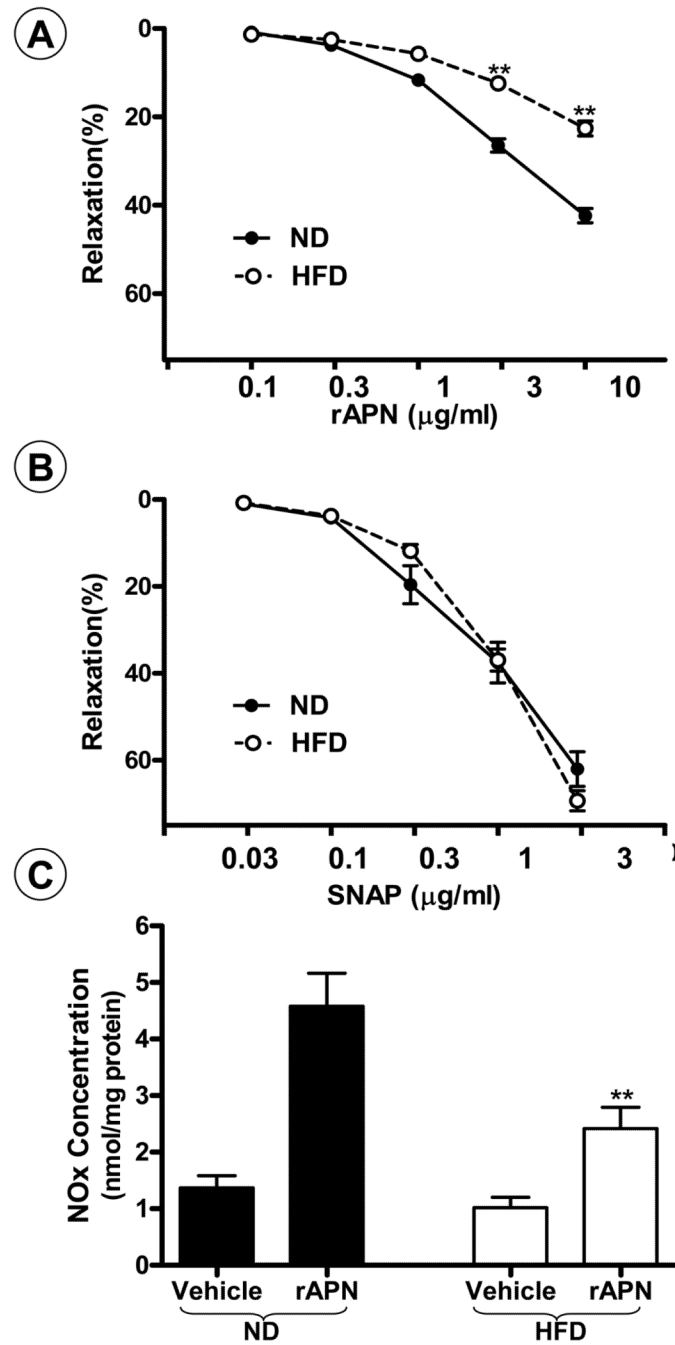 A
0
20
40
60
Relaxation(%)
**
**
ND
HFD
0.1 0.3 1 3 10
rAPN (μg/ml)
B
0
20
40
60
Relaxation(%)
ND
HFD
0.03 0.1 0.3 1 3
SNAP (μg/ml)
C
6
5
4
3
2
1
0
NOx Concentration
(nmol/mg protein)
**
Vehicle rAPN Vehicle rAPN
ND HFD